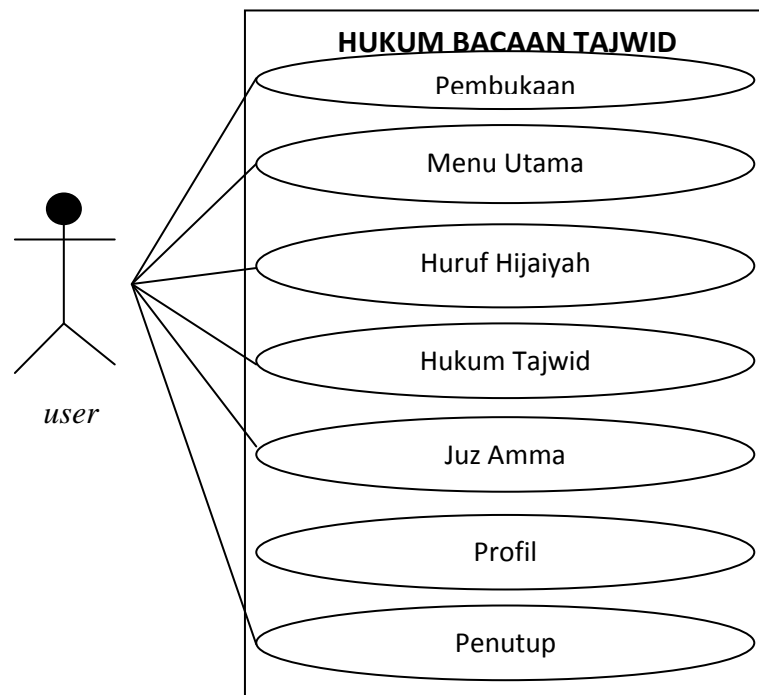 HUKUM BACAAN TAJWID
Pembukaan
Menu Utama
Huruf Hijaiyah
Hukum Tajwid
user
Juz Amma
Profil
Penutup